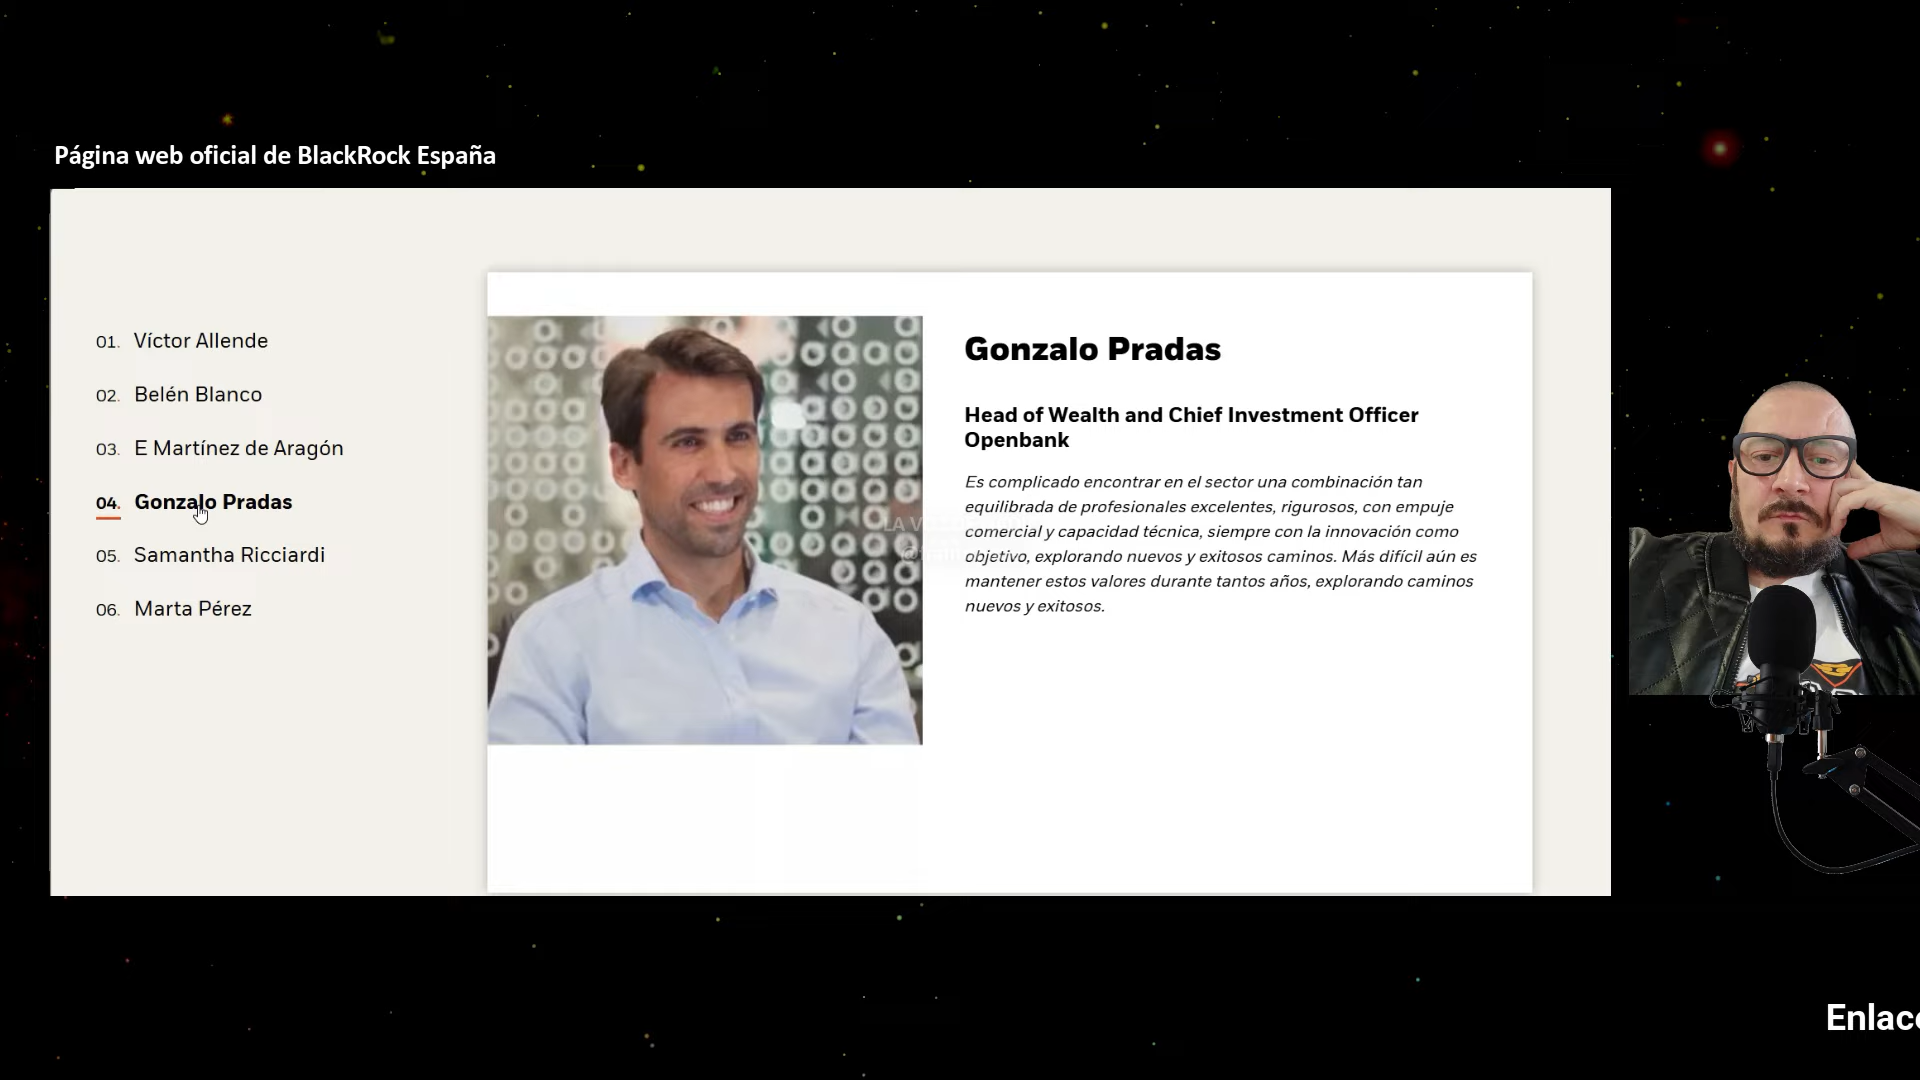 Página web oficial de BlackRock España
01. Víctor Allende
02. Belén Blanco
03. E Martínez de Aragón
04. Gonzalo Pradas
05. Samantha Ricciardi
06. Marta Pérez
Gonzalo Pradas
Head of Wealth and Chief Investment Officer
Openbank
Es complicado encontrar en el sector una combinación tan
equilibrada de profesionales excelentes, rigurosos, con empuje
comercial y capacidad técnica, siempre con la innovación como
objetivo, explorando nuevos y exitosos caminos. Más difícil aún es
mantener estos valores durante tantos años, explorando caminos
nuevos y exitosos.